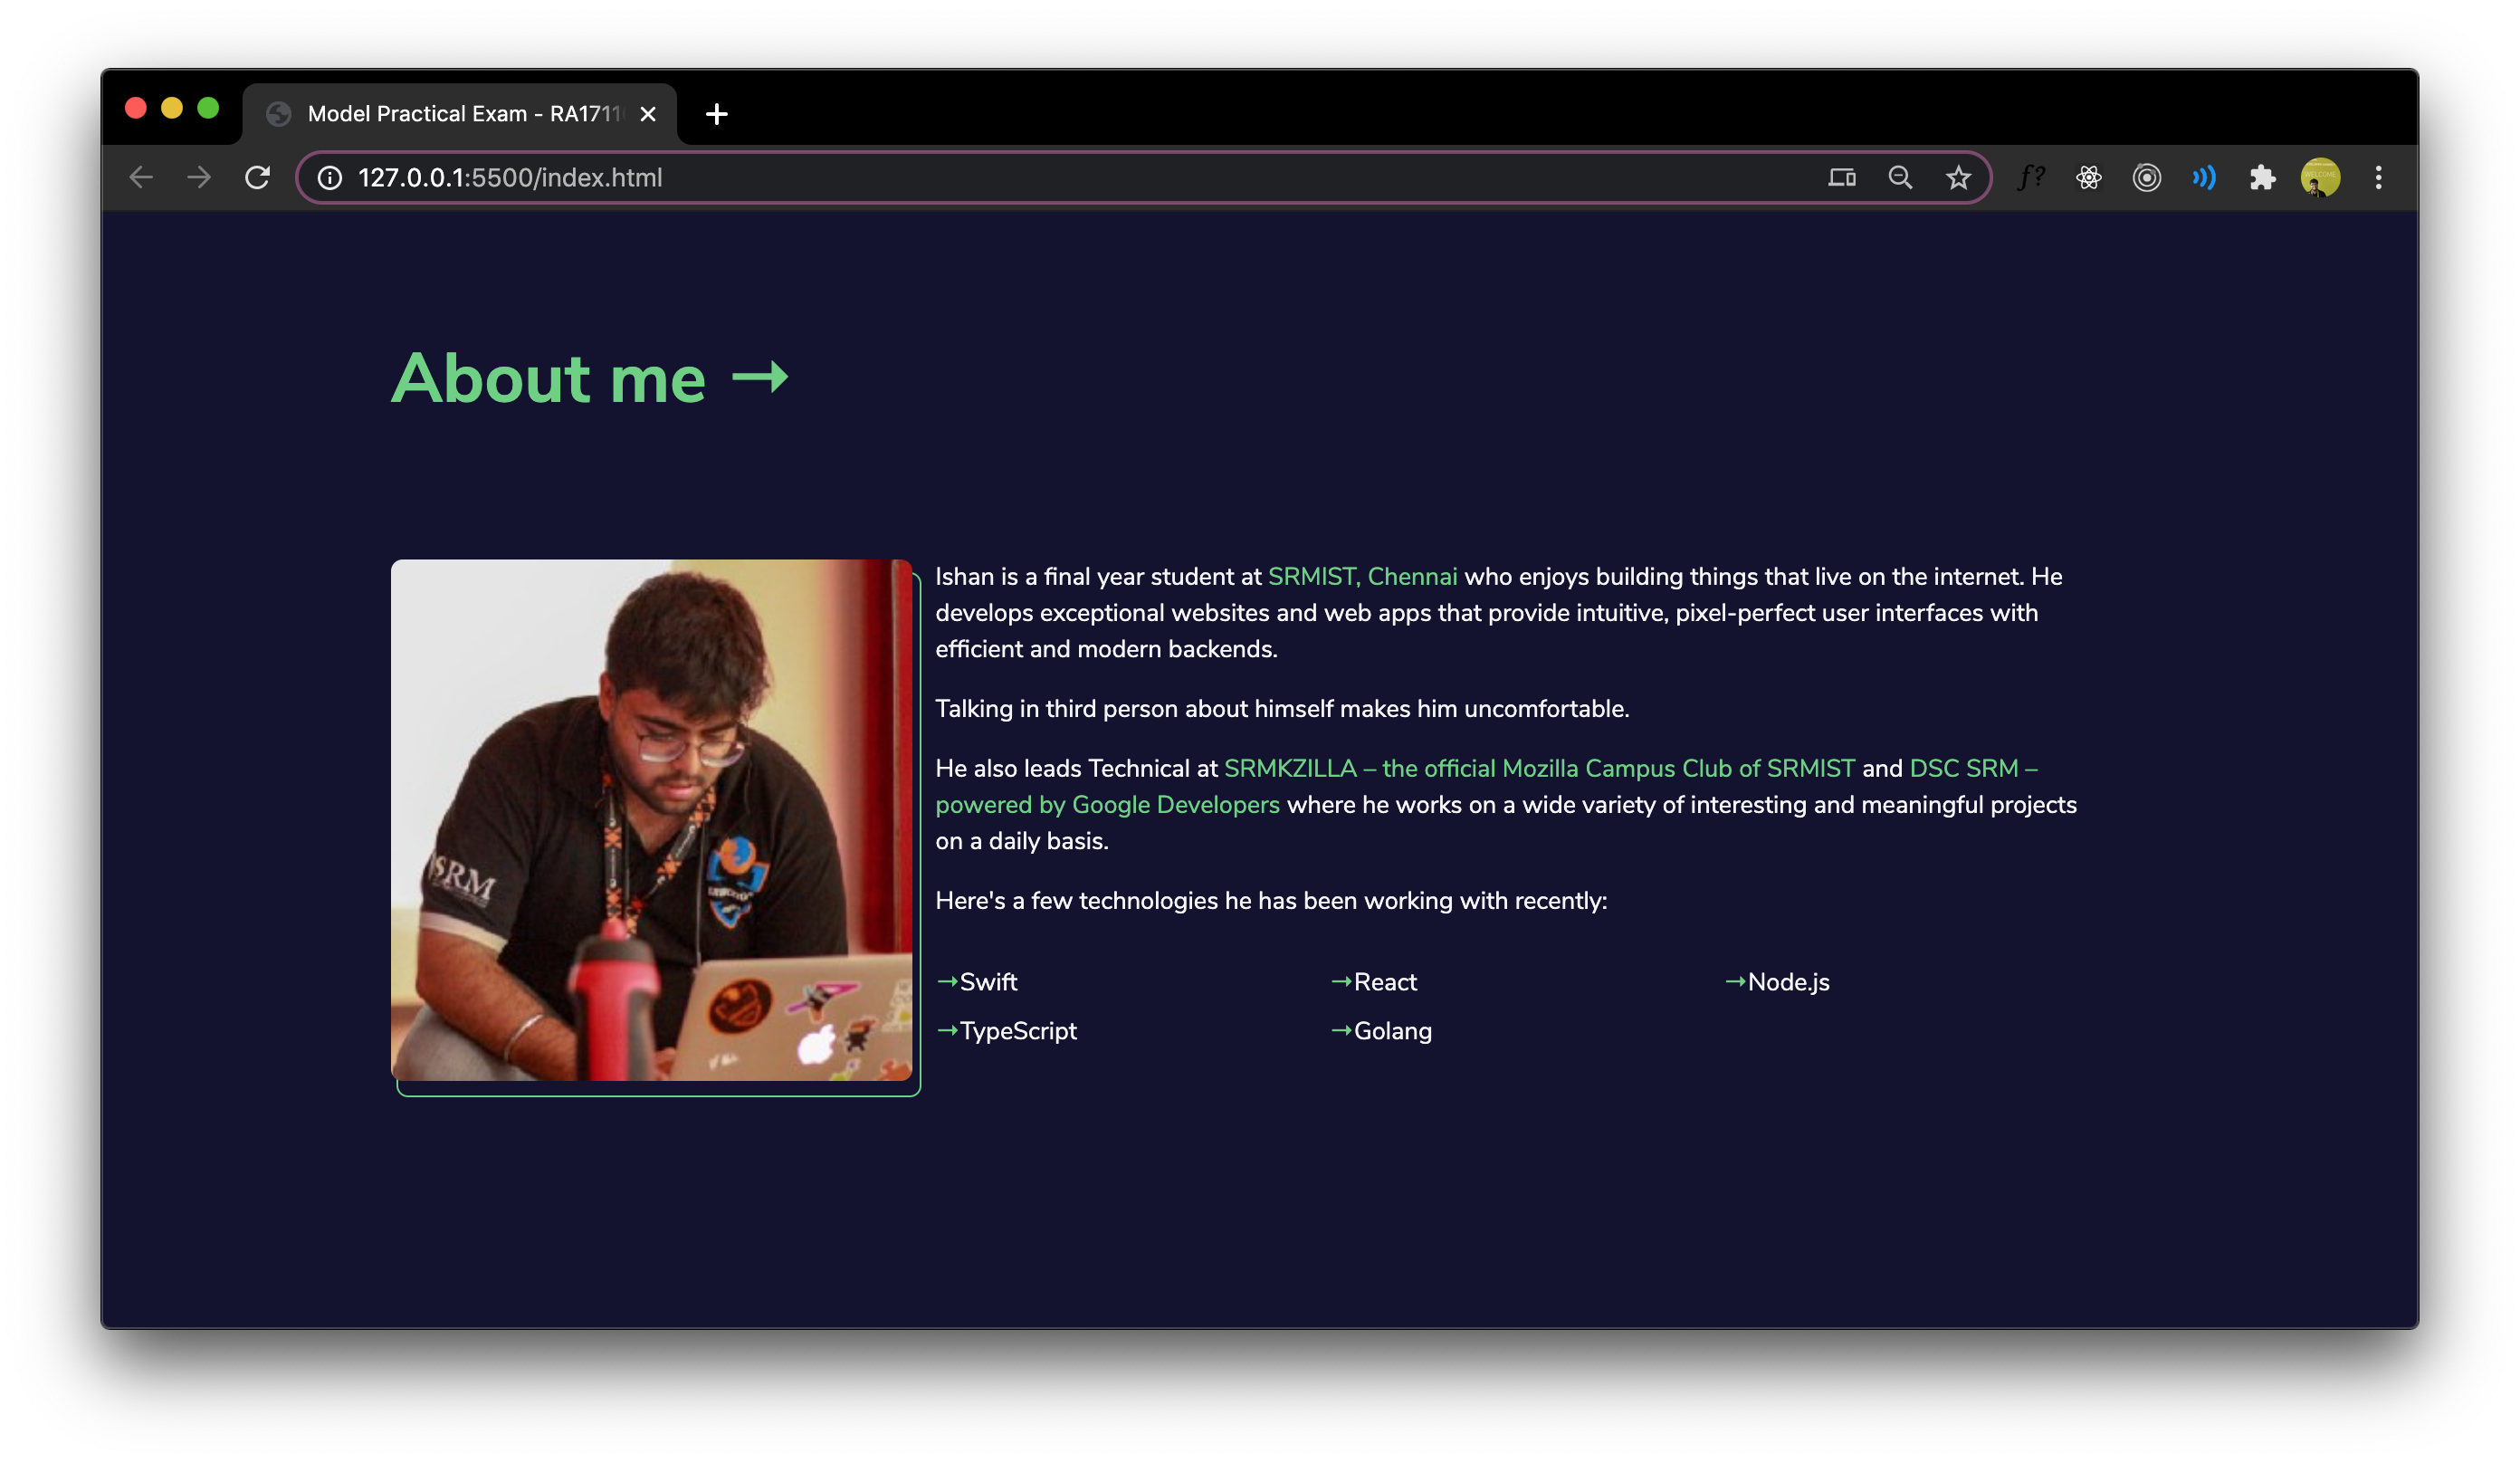 Model Practical Exam - RA1711
127.0.0.1:5500/index.html
f?
WELCOME
About me →
Ishan is a final year student at SRMIST, Chennai who enjoys building things that live on the internet. He
develops exceptional websites and web apps that provide intuitive, pixel-perfect user interfaces with
efficient and modern backends.
Talking in third person about himself makes him uncomfortable.
He also leads Technical at SRMKZILLA – the official Mozilla Campus Club of SRMIST and DSC SRM –
powered by Google Developers where he works on a wide variety of interesting and meaningful projects
on a daily basis.
Here's a few technologies he has been working with recently:
→Swift
→React
→Node.js
→TypeScript
→Golang
SRM